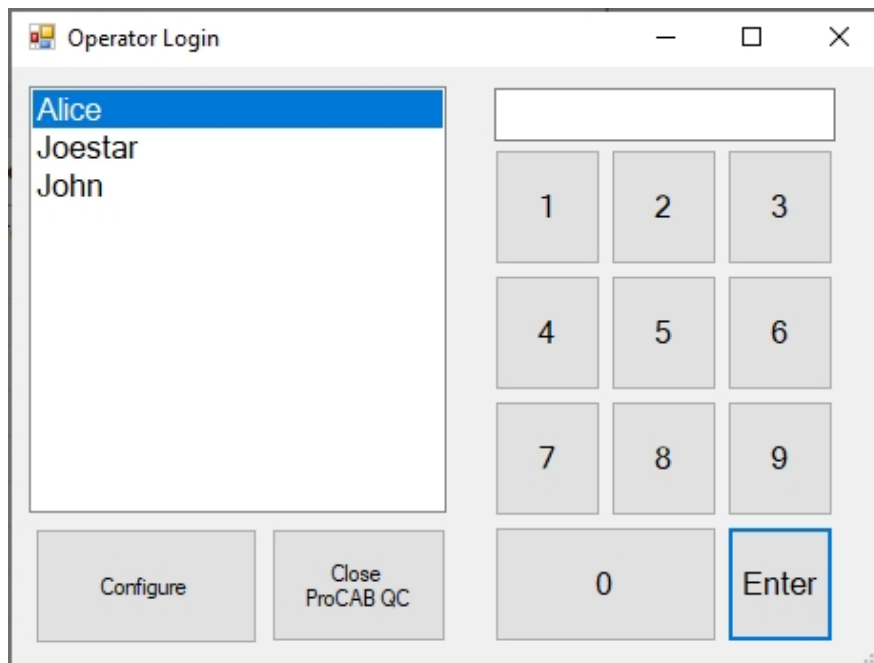 Operator Login
Alice
Joestar
John
1 2 3
4 5 6
7 8 9
0 Enter
Configure
Close
ProCAB QC